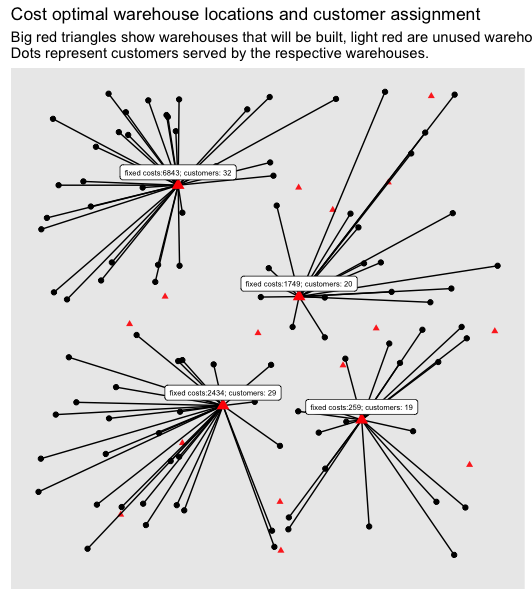 Cost optimal warehouse locations and customer assignment
Big red triangles show warehouses that will be built, light red are unused wareho
Dots represent customers served by the respective warehouses.
fixed costs:6843; customers: 32
fixed costs:1749; customers: 20
fixed costs:2434; customers: 29
fixed costs:259; customers: 19